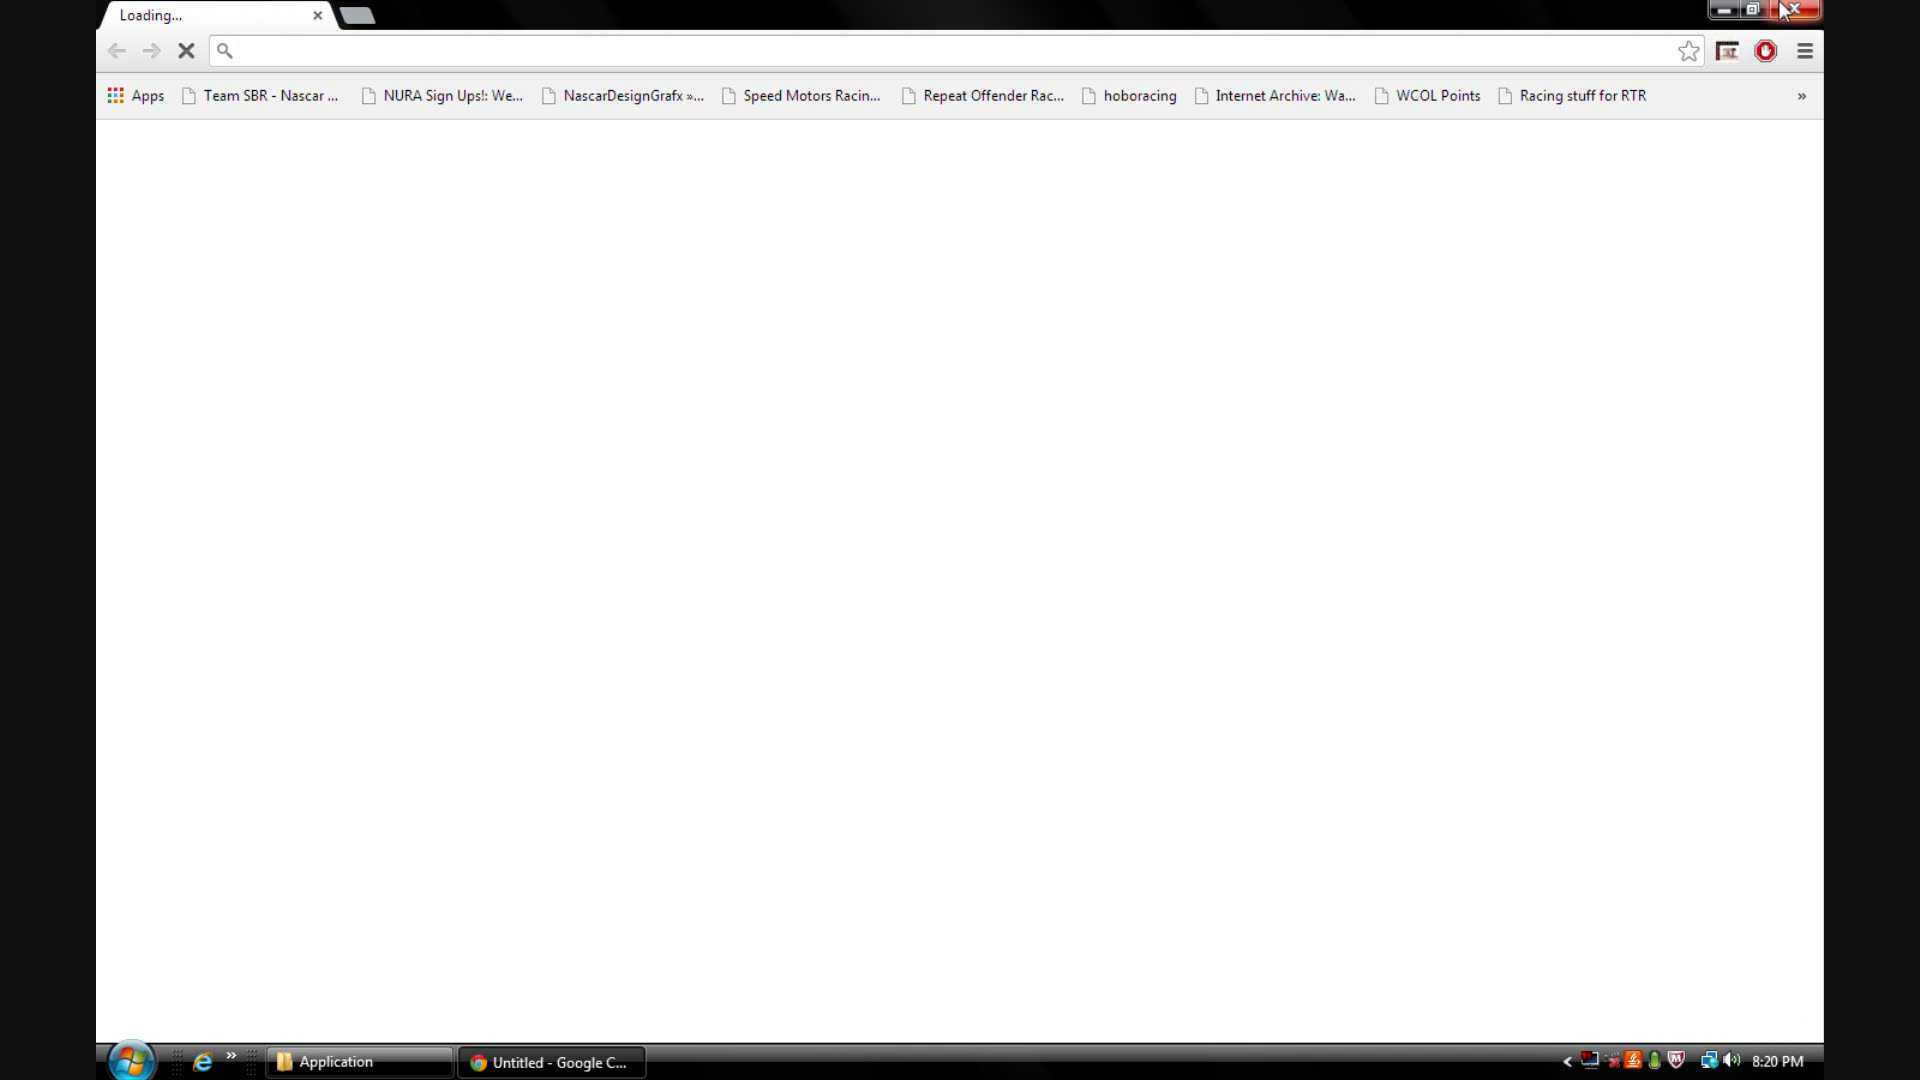 Loading...
Apps Team SBR - Nascar ... NURA Sign Ups!: We... NascarDesignGrafx »... Speed Motors Racin... Repeat Offender Rac... hoboracing Internet Archive: Wa... WCOL Points Racing stuff for RTR »
» Application Untitled - Google C... < 8:20 PM